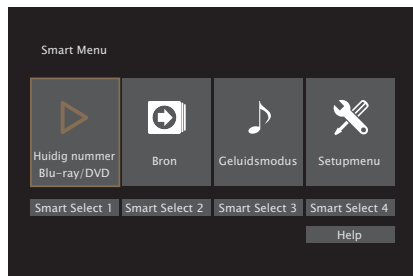 Smart Menu
Huidig nummer
Blu-ray/DVD
Bron
Geluidsmodus
Setupmenu
Smart Select 1
Smart Select 2
Smart Select 3
Smart Select 4
Help